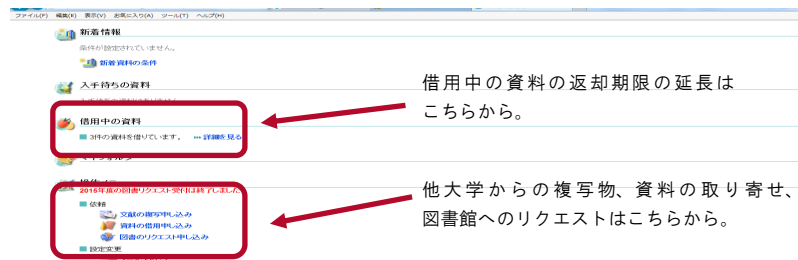 ファイル(F) 編集(E) 表示(V) お気に入り(A) ツール(T) ヘルプ(H)
新着情報
条件が設定されていません。
新着資料の条件
入手待ちの資料
借用中の資料
3件の資料を借りています。 詳細を見る
2015年度の図書リクエスト受付は終了しました
依頼
文献の複写申し込み
資料の借用申し込み
図書のリクエスト申し込み
設定変更
借用中の資料の返却期限の延長は
こちらから。
他大学からの複写物、資料の取り寄せ、
図書館へのリクエストはこちらから。